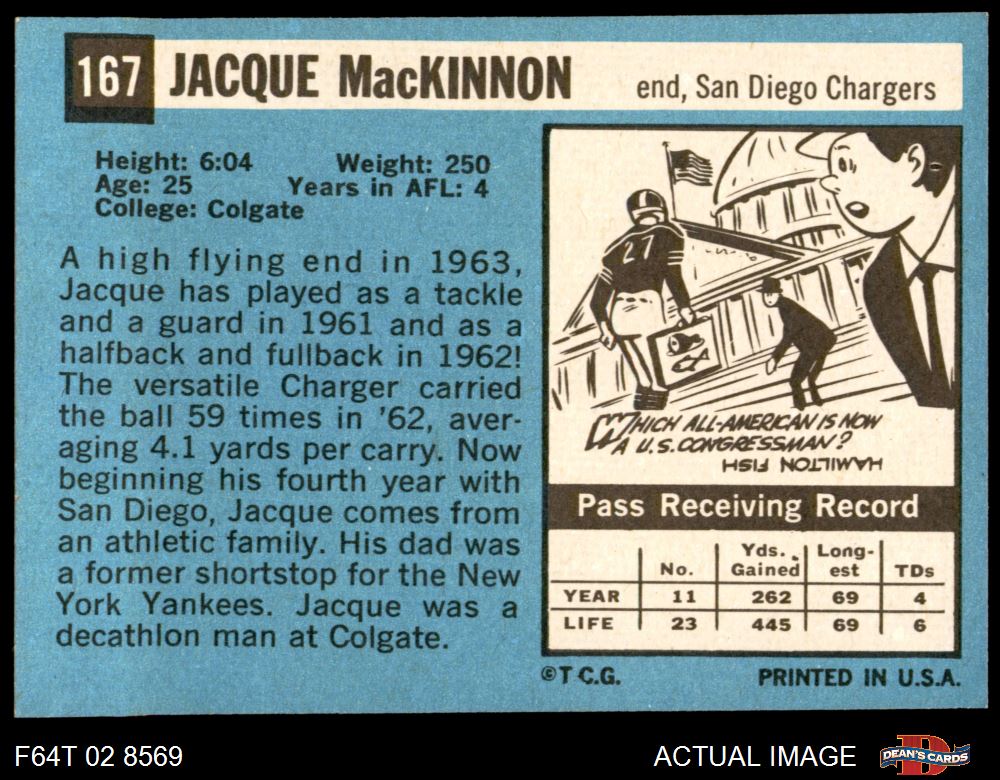 167 JACQUE MacKINNON end, San Diego Chargers
Height: 6:04 Weight: 250
Age: 25 Years in AFL: 4
College: Colgate
A high flying end in 1963,
Jacque has played as a tackle
and a guard in 1961 and as a
halfback and fullback in 1962!
The versatile Charger carried
the ball 59 times in '62, aver-
aging 4.1 yards per carry. Now
beginning his fourth year with
San Diego, Jacque comes from
an athletic family. His dad was
a former shortstop for the New
York Yankees. Jacque was a
decathlon man at Colgate.
27
WHICH ALL-AMERICAN IS NOW
A U.S. CONGRESSMAN?
HAMILTON FISH
Pass Receiving Record
No. Yds. Gained Long-est TDs
YEAR 11 262 69 4
LIFE 23 445 69 6
©T.C.G. PRINTED IN U.S.A.
F64T 02 8569 ACTUAL IMAGE DEAN'S CARDS